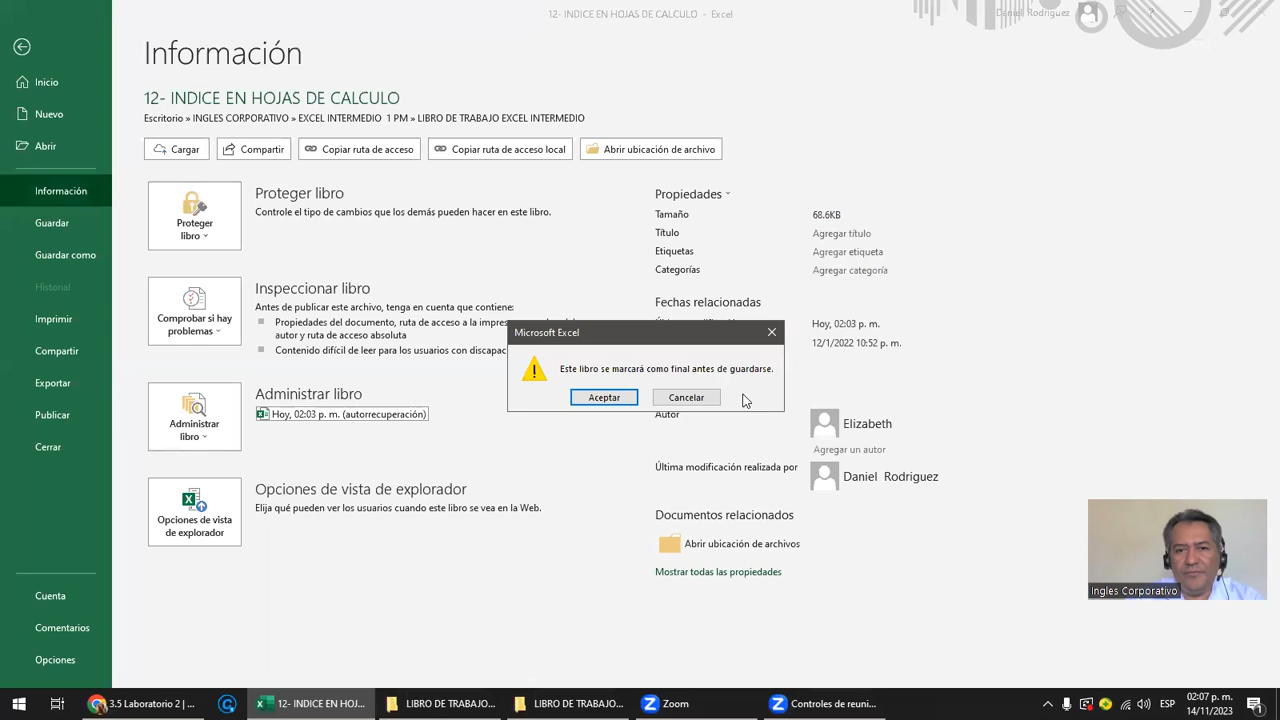 12- INDICE EN HOJAS DE CALCULO - Excel
Daniel Rodriguez
?
Información
12- INDICE EN HOJAS DE CALCULO
Escritorio » INGLES CORPORATIVO » EXCEL INTERMEDIO 1 PM » LIBRO DE TRABAJO EXCEL INTERMEDIO
Cargar
Compartir
Copiar ruta de acceso
Copiar ruta de acceso local
Abrir ubicación de archivo
Inicio
Nuevo
Abrir
Información
Guardar
Guardar como
Historial
Imprimir
Compartir
Exportar
Publicar
Cerrar
Cuenta
Comentarios
Opciones
Proteger
libro
Proteger libro
Controle el tipo de cambios que los demás pueden hacer en este libro.
Comprobar si hay
problemas
Inspeccionar libro
Antes de publicar este archivo, tenga en cuenta que contiene:
Propiedades del documento, ruta de acceso a la impres
autor y ruta de acceso absoluta
Contenido difícil de leer para los usuarios con discapac
Administrar
libro
Administrar libro
Hoy, 02:03 p. m. (autorrecuperación)
Opciones de vista
de explorador
Opciones de vista de explorador
Elija qué pueden ver los usuarios cuando este libro se vea en la Web.
Propiedades
Tamaño 68.6KB
Título Agregar título
Etiquetas Agregar etiqueta
Categorías Agregar categoría
Fechas relacionadas
Hoy, 02:03 p. m.
12/1/2022 10:52 p. m.
Microsoft Excel
Este libro se marcará como final antes de guardarse.
Aceptar
Cancelar
Autor
Elizabeth
Agregar un autor
Última modificación realizada por
Daniel Rodriguez
Documentos relacionados
Abrir ubicación de archivos
Mostrar todas las propiedades
Ingles Corporativo
3.5 Laboratorio 2 | ...
12- INDICE EN HOJ...
LIBRO DE TRABAJO...
LIBRO DE TRABAJO...
Zoom
Controles de reuni...
ESP
02:07 p. m.
14/11/2023